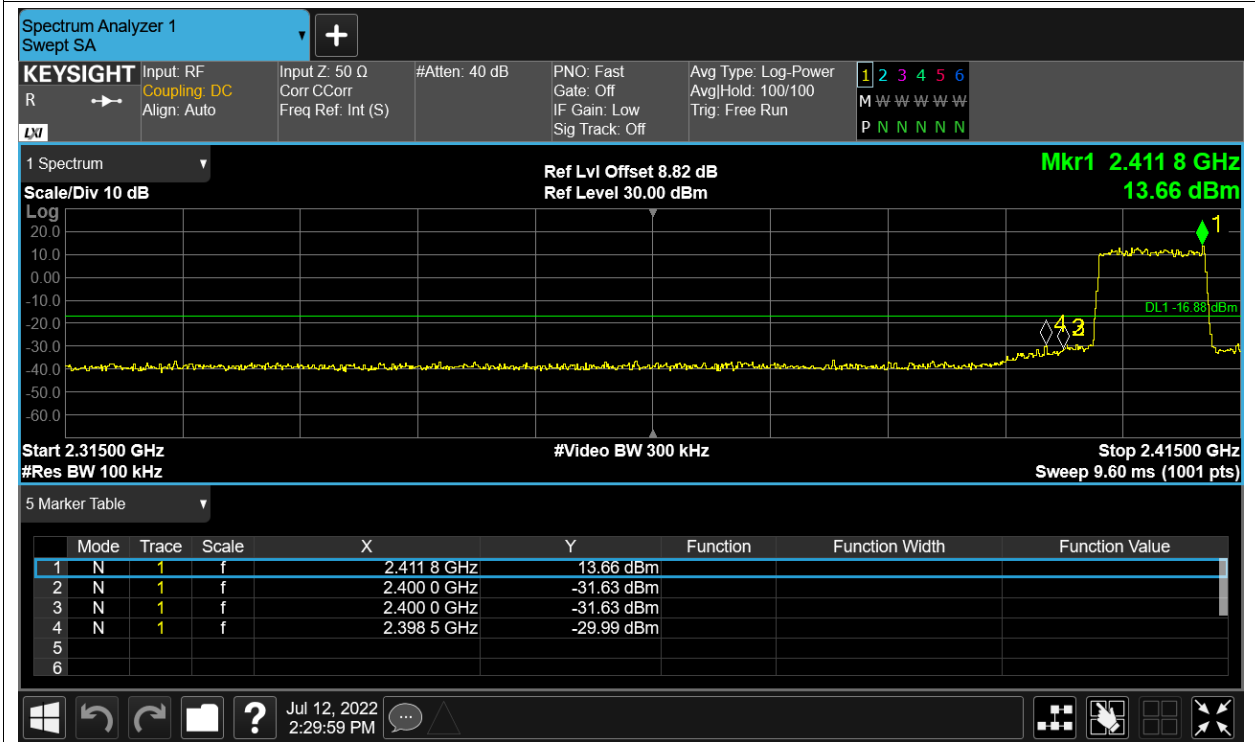 Spectrum Analyzer 1
Swept SA
+
KEYSIGHT
R
LXI
Input: RF
Coupling: DC
Align: Auto
Input Z: 50 Ω
Corr CCorr
Freq Ref: Int (S)
#Atten: 40 dB
PNO: Fast
Gate: Off
IF Gain: Low
Sig Track: Off
Avg Type: Log-Power
Avg|Hold: 100/100
Trig: Free Run
1 2 3 4 5 6
M W W W W W
P N N N N N
1 Spectrum
Scale/Div 10 dB
Log
Ref Lvl Offset 8.82 dB
Ref Level 30.00 dBm
Mkr1 2.411 8 GHz
13.66 dBm
1
20.0
10.0
0.00
-10.0
DL1 -16.88 dBm
-20.0
4
-30.0
-40.0
-50.0
-60.0
Start 2.31500 GHz
#Res BW 100 kHz
#Video BW 300 kHz
Stop 2.41500 GHz
Sweep 9.60 ms (1001 pts)
5 Marker Table
Mode Trace Scale X Y Function Function Width Function Value
1 N 1 f 2.411 8 GHz 13.66 dBm
2 N 1 f 2.400 0 GHz -31.63 dBm
3 N 1 f 2.400 0 GHz -31.63 dBm
4 N 1 f 2.398 5 GHz -29.99 dBm
5
6
?
Jul 12, 2022
2:29:59 PM